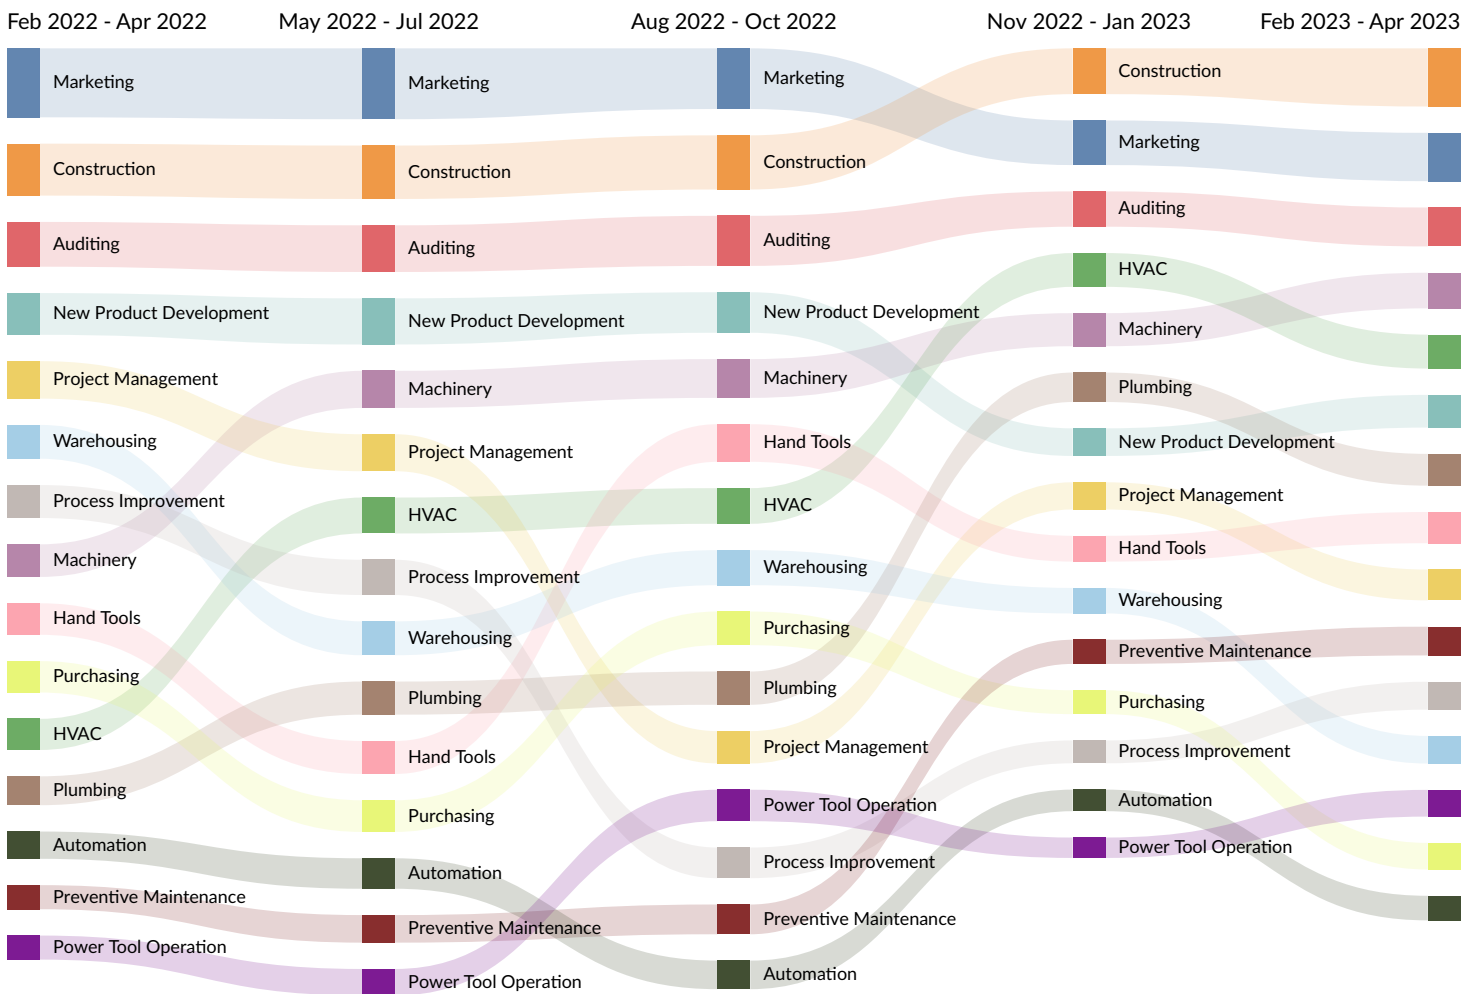 Feb 2022 - Apr 2022
May 2022 - Jul 2022
Aug 2022 - Oct 2022
Nov 2022 - Jan 2023
Feb 2023 - Apr 2023
Marketing
Construction
Auditing
New Product Development
Project Management
Warehousing
Process Improvement
Machinery
Hand Tools
Purchasing
HVAC
Plumbing
Automation
Preventive Maintenance
Power Tool Operation
Marketing
Construction
Auditing
New Product Development
Machinery
Project Management
HVAC
Process Improvement
Warehousing
Plumbing
Hand Tools
Purchasing
Automation
Preventive Maintenance
Power Tool Operation
Marketing
Construction
Auditing
New Product Development
Machinery
Hand Tools
HVAC
Warehousing
Purchasing
Plumbing
Project Management
Power Tool Operation
Process Improvement
Preventive Maintenance
Automation
Construction
Marketing
Auditing
HVAC
Machinery
Plumbing
New Product Development
Project Management
Hand Tools
Warehousing
Preventive Maintenance
Purchasing
Process Improvement
Automation
Power Tool Operation